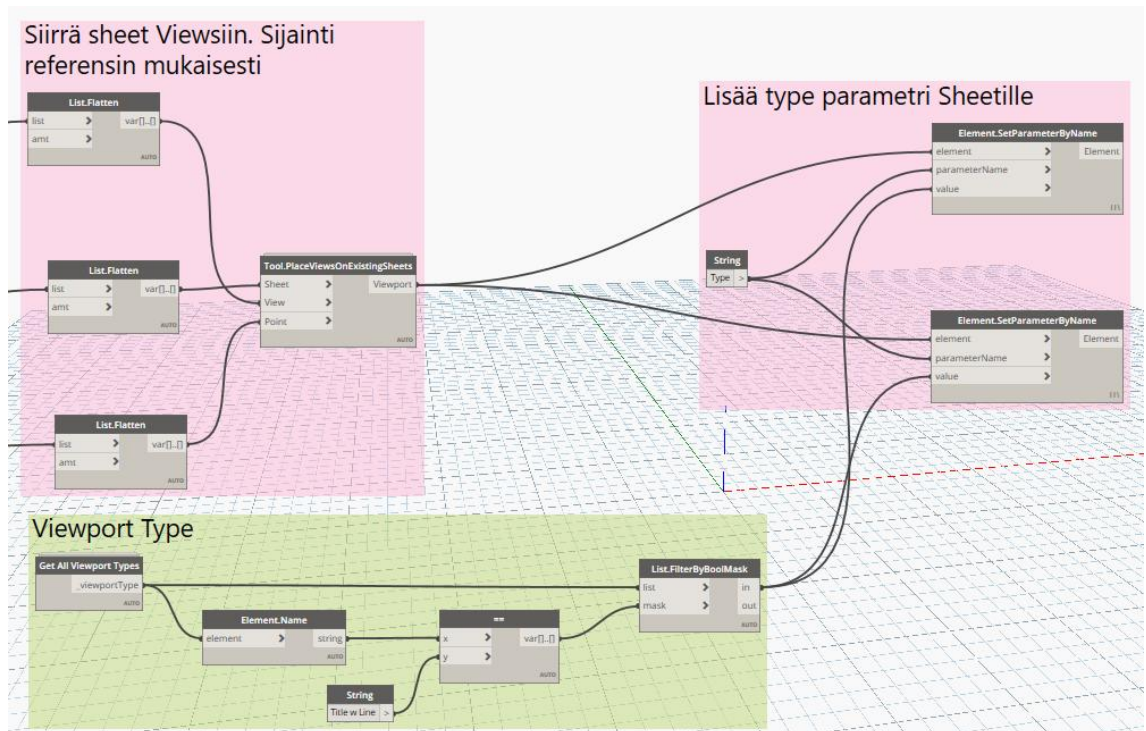 Siirrä sheet Viewsiin. Sijainti
referensin mukaisesti
List.Flatten
list > var[]..[]
amt >
AUTO
List.Flatten
list > var[]..[]
amt >
AUTO
Tool.PlaceViewsOnExistingSheets
Sheet > Viewport
View >
Point >
AUTO
List.Flatten
list > var[]..[]
amt >
AUTO
Lisää type parametri Sheetille
Element.SetParameterByName
element > Element
parameterName >
value >
String
Type >
Element.SetParameterByName
element > Element
parameterName >
value >
Viewport Type
Get All Viewport Types
_viewportType
AUTO
Element.Name
element > string
AUTO
==
x > var[]..[]
y >
AUTO
String
Title w Line >
List.FilterByBoolMask
list > in
mask > out
AUTO